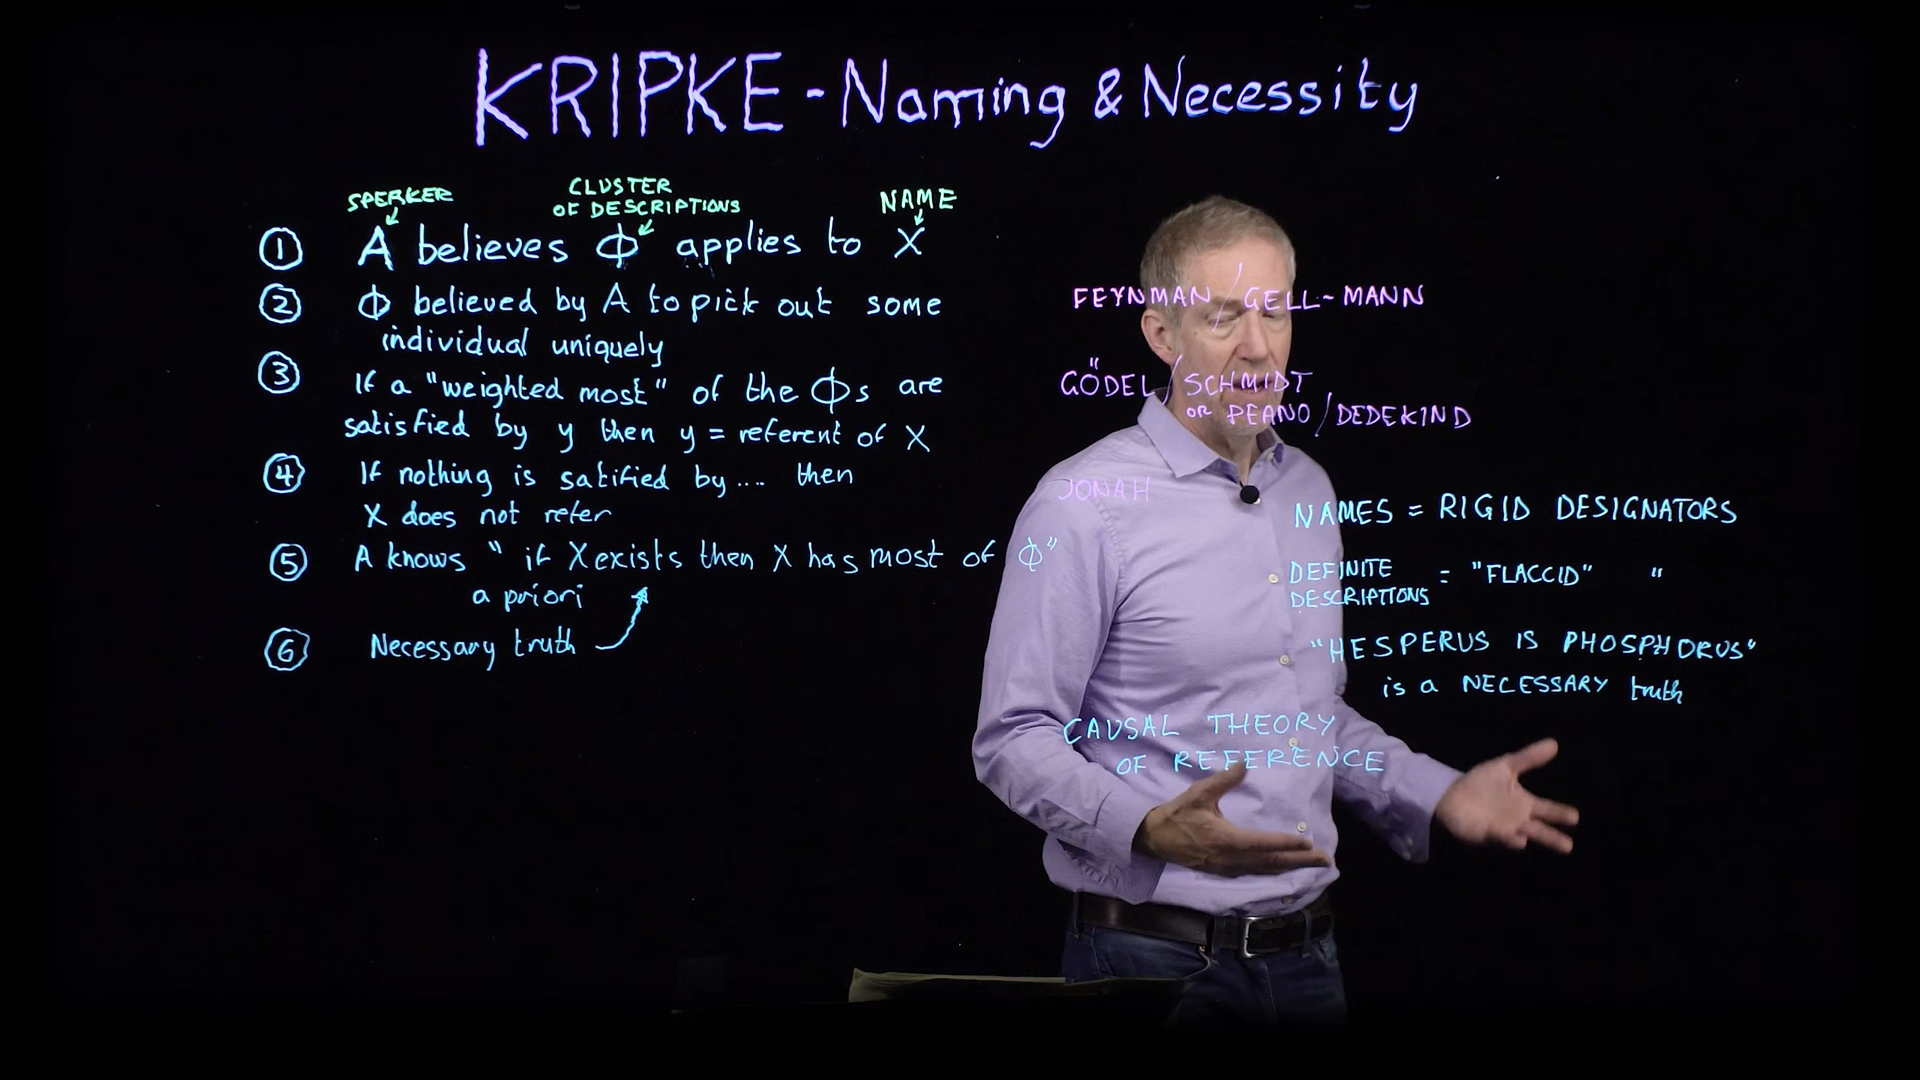 KRIPKE - Naming & Necessity
SPEAKER
CLUSTER
OF DESCRIPTIONS
NAME
① A believes Φ applies to X
② Φ believed by A to pick out some
individual uniquely
③ If a "weighted most" of the Φs are
satisfied by y then y = referent of X
④ If nothing is satified by .... then
X does not refer
⑤ A knows "if X exists then X has most of Φ"
a priori
⑥ Necessary truth
FEYNMAN / GELL-MANN
GÖDEL / SCHMIDT
OR PEANO / DEDEKIND
JONAH
NAMES = RIGID DESIGNATORS
DEFINITE
DESCRIPTIONS = "FLACCID" "
"HESPERUS IS PHOSPHORUS"
is a NECESSARY truth
CAUSAL THEORY
OF REFERENCE